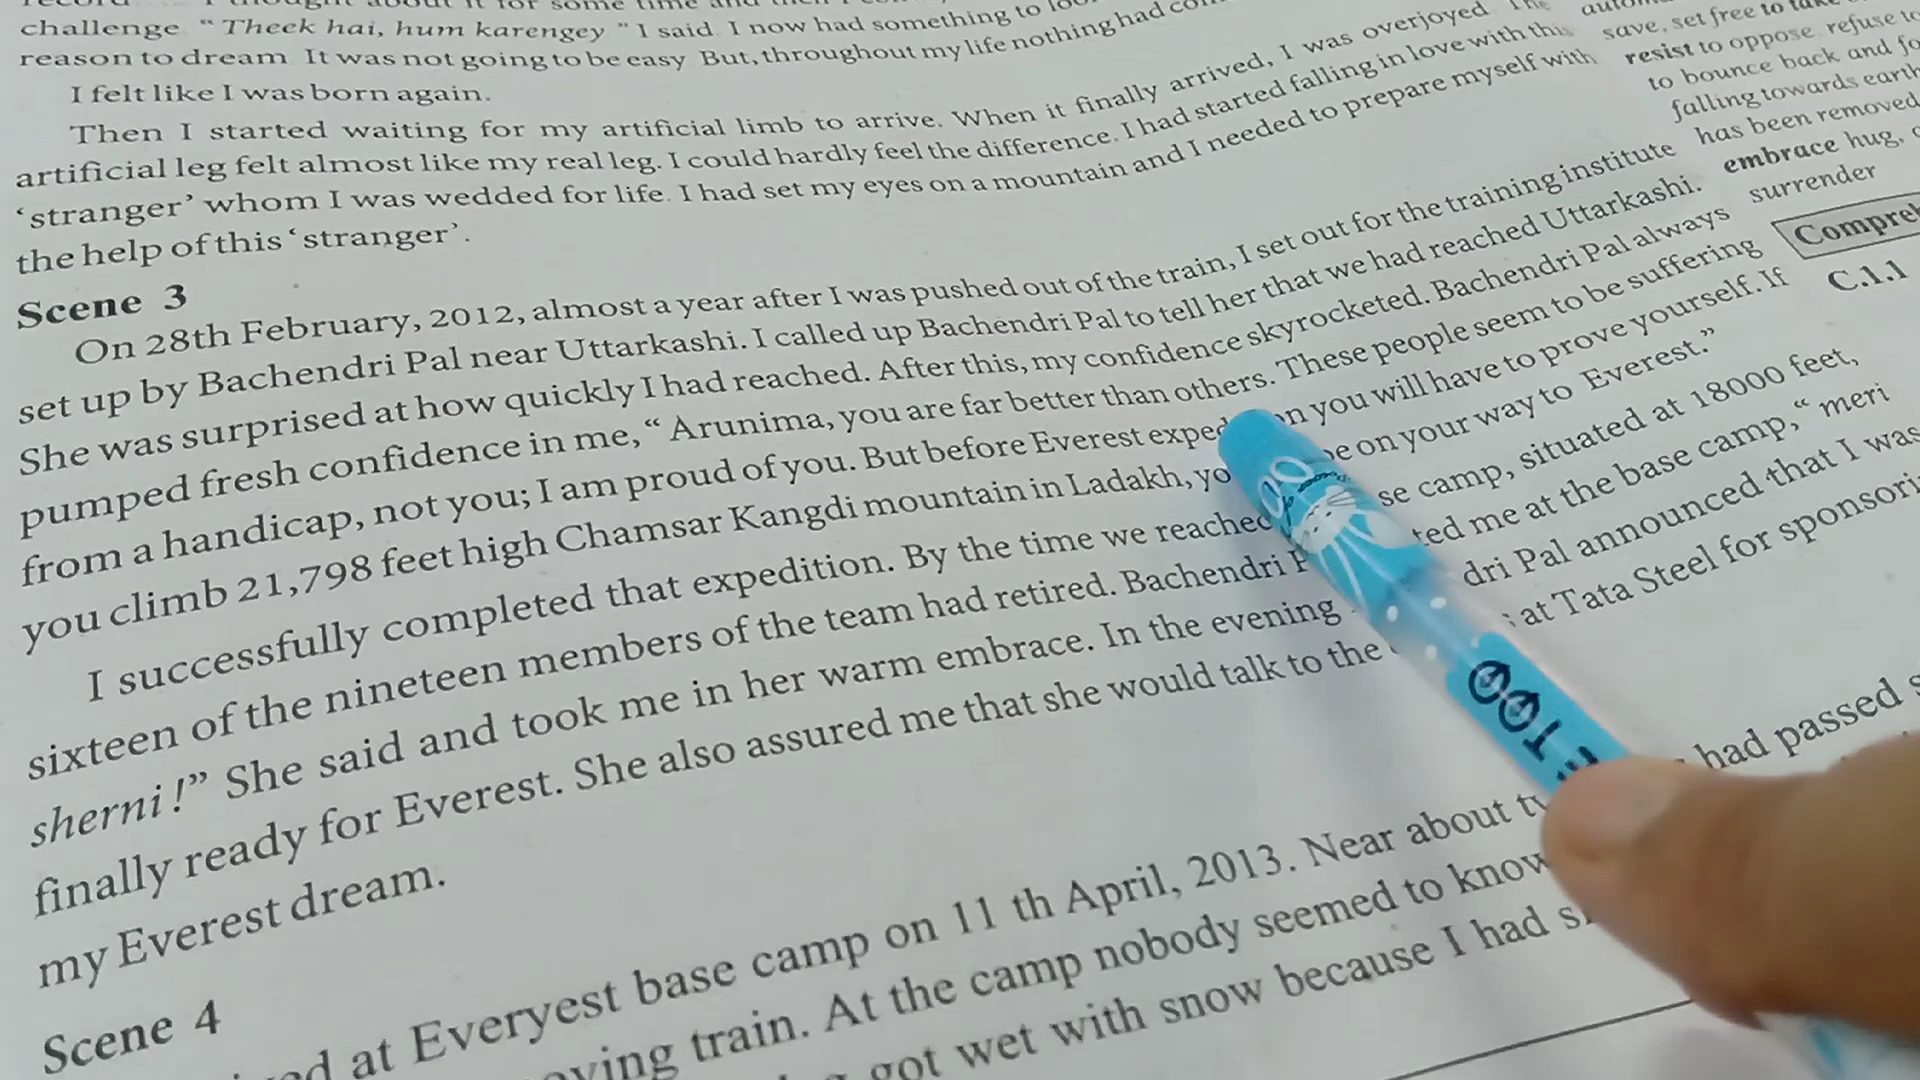 I thought about it for some time and then I
challenge "Theek hai, hum karengey" I said. I now had something to
reason to dream It was not going to be easy But, throughout my life nothing had
I felt like I was born again.
Then I started waiting for my artificial limb to arrive. When it finally arrived, I was overjoyed The
artificial leg felt almost like my real leg. I could hardly feel the difference. I had started falling in love with this
'stranger' whom I was wedded for life. I had set my eyes on a mountain and I needed to prepare myself with
the help of this 'stranger'.
Scene 3
On 28th February, 2012, almost a year after I was pushed out of the train, I set out for the training institute
set up by Bachendri Pal near Uttarkashi. I called up Bachendri Pal to tell her that we had reached Uttarkashi.
She was surprised at how quickly I had reached. After this, my confidence skyrocketed. Bachendri Pal always
pumped fresh confidence in me, " Arunima, you are far better than others. These people seem to be suffering
from a handicap, not you; I am proud of you. But before Everest exped on you will have to prove yourself. If
you climb 21,798 feet high Chamsar Kangdi mountain in Ladakh, yo be on your way to Everest."
I successfully completed that expedition. By the time we reached se camp, situated at 18000 feet,
sixteen of the nineteen members of the team had retired. Bachendri P ted me at the base camp, " meri
sherni !" She said and took me in her warm embrace. In the evening dri Pal announced that I was
finally ready for Everest. She also assured me that she would talk to the at Tata Steel for
my Everest dream.
Scene 4
at Everyest base camp on 11 th April, 2013. Near about had passed
train. At the camp nobody seemed to know
got wet with snow because I had
save, set free to take
resist to oppose, refuse to
to bounce back and
falling towards earth
has been removed
embrace hug,
surrender
C.1.1
TOO